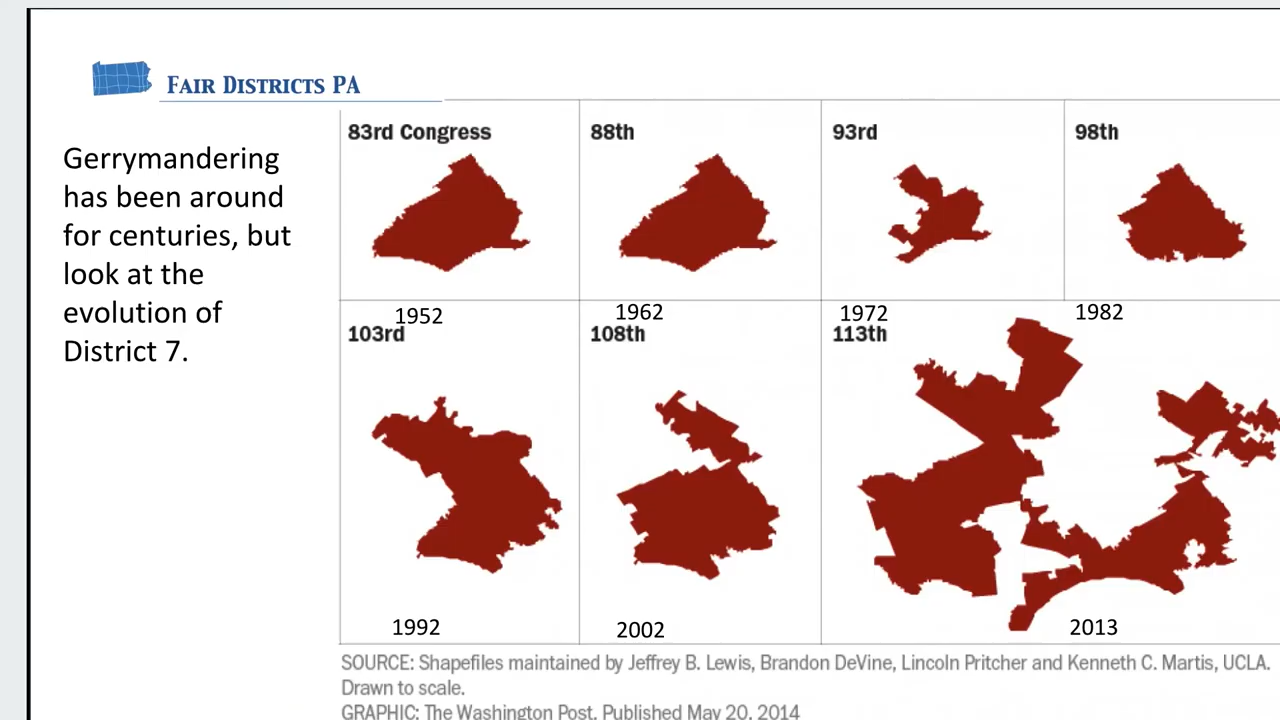 FAIR DISTRICTS PA
Gerrymandering
has been around
for centuries, but
look at the
evolution of
District 7.
83rd Congress
88th
93rd
98th
1952
1962
1972
1982
103rd
108th
113th
1992
2002
2013
SOURCE: Shapefiles maintained by Jeffrey B. Lewis, Brandon DeVine, Lincoln Pritcher and Kenneth C. Martis, UCLA.
Drawn to scale.
GRAPHIC: The Washington Post. Published May 20, 2014